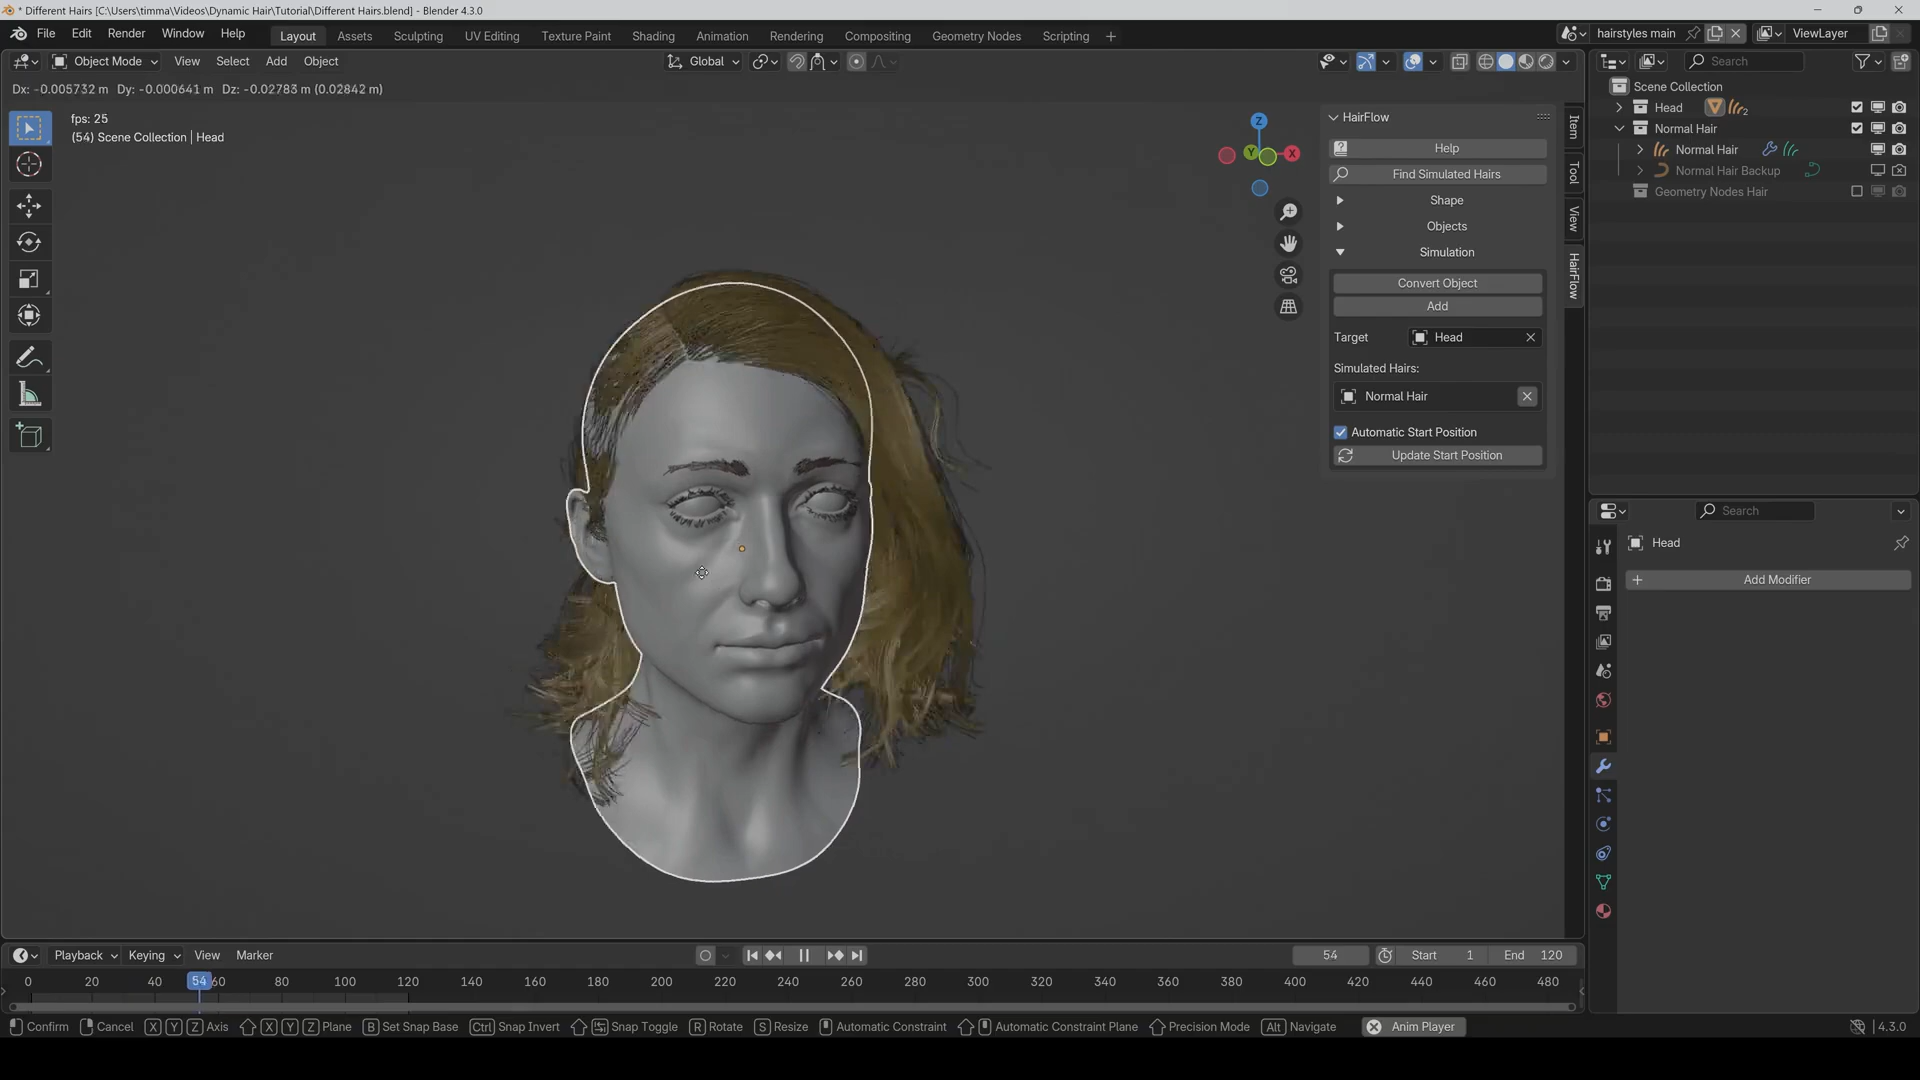 * Different Hairs [C:\Users\timma\Videos\Dynamic Hair\Tutorial\Different Hairs.blend] - Blender 4.3.0
File Edit Render Window Help Layout Assets Sculpting UV Editing Texture Paint Shading Animation Rendering Compositing Geometry Nodes Scripting + hairstyles main ViewLayer
Object Mode View Select Add Object Global Search
Dx: -0.005732 m Dy: -0.000641 m Dz: -0.02783 m (0.02842 m)
fps: 25
(54) Scene Collection | Head
Z
Y
X
HairFlow
Help
Find Simulated Hairs
Shape
Objects
Simulation
Convert Object
Add
Target Head
Simulated Hairs:
Normal Hair
Automatic Start Position
Update Start Position
Item
Tool
View
HairFlow
Scene Collection
Head 2
Normal Hair
Normal Hair
Normal Hair Backup
Geometry Nodes Hair
Search
Head
Add Modifier
Playback Keying View Marker 54 Start 1 End 120
0 20 40 54 60 80 100 120 140 160 180 200 220 240 260 280 300 320 340 360 380 400 420 440 460 480
Confirm Cancel X Y Z Axis X Y Z Plane B Set Snap Base Ctrl Snap Invert Snap Toggle R Rotate S Resize Automatic Constraint Automatic Constraint Plane Precision Mode Alt Navigate Anim Player 4.3.0